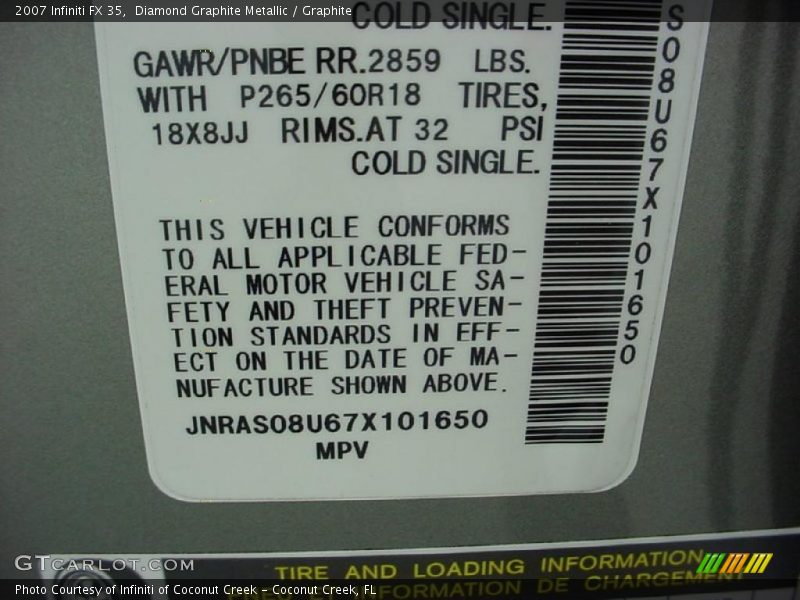 2007 Infiniti FX 35, Diamond Graphite Metallic / Graphite
COLD SINGLE.
GAWR/PNBE RR.2859 LBS.
WITH P265/60R18 TIRES,
18X8JJ RIMS.AT 32 PSI
COLD SINGLE.
THIS VEHICLE CONFORMS
TO ALL APPLICABLE FED-
ERAL MOTOR VEHICLE SA-
FETY AND THEFT PREVEN-
TION STANDARDS IN EFF-
ECT ON THE DATE OF MA-
NUFACTURE SHOWN ABOVE.
JNRAS08U67X101650
MPV
S08U67X101650
TIRE AND LOADING INFORMATION
INFORMATION DE CHARGEMENT
GTCARLOT.COM
Photo Courtesy of Infiniti of Coconut Creek - Coconut Creek, FL